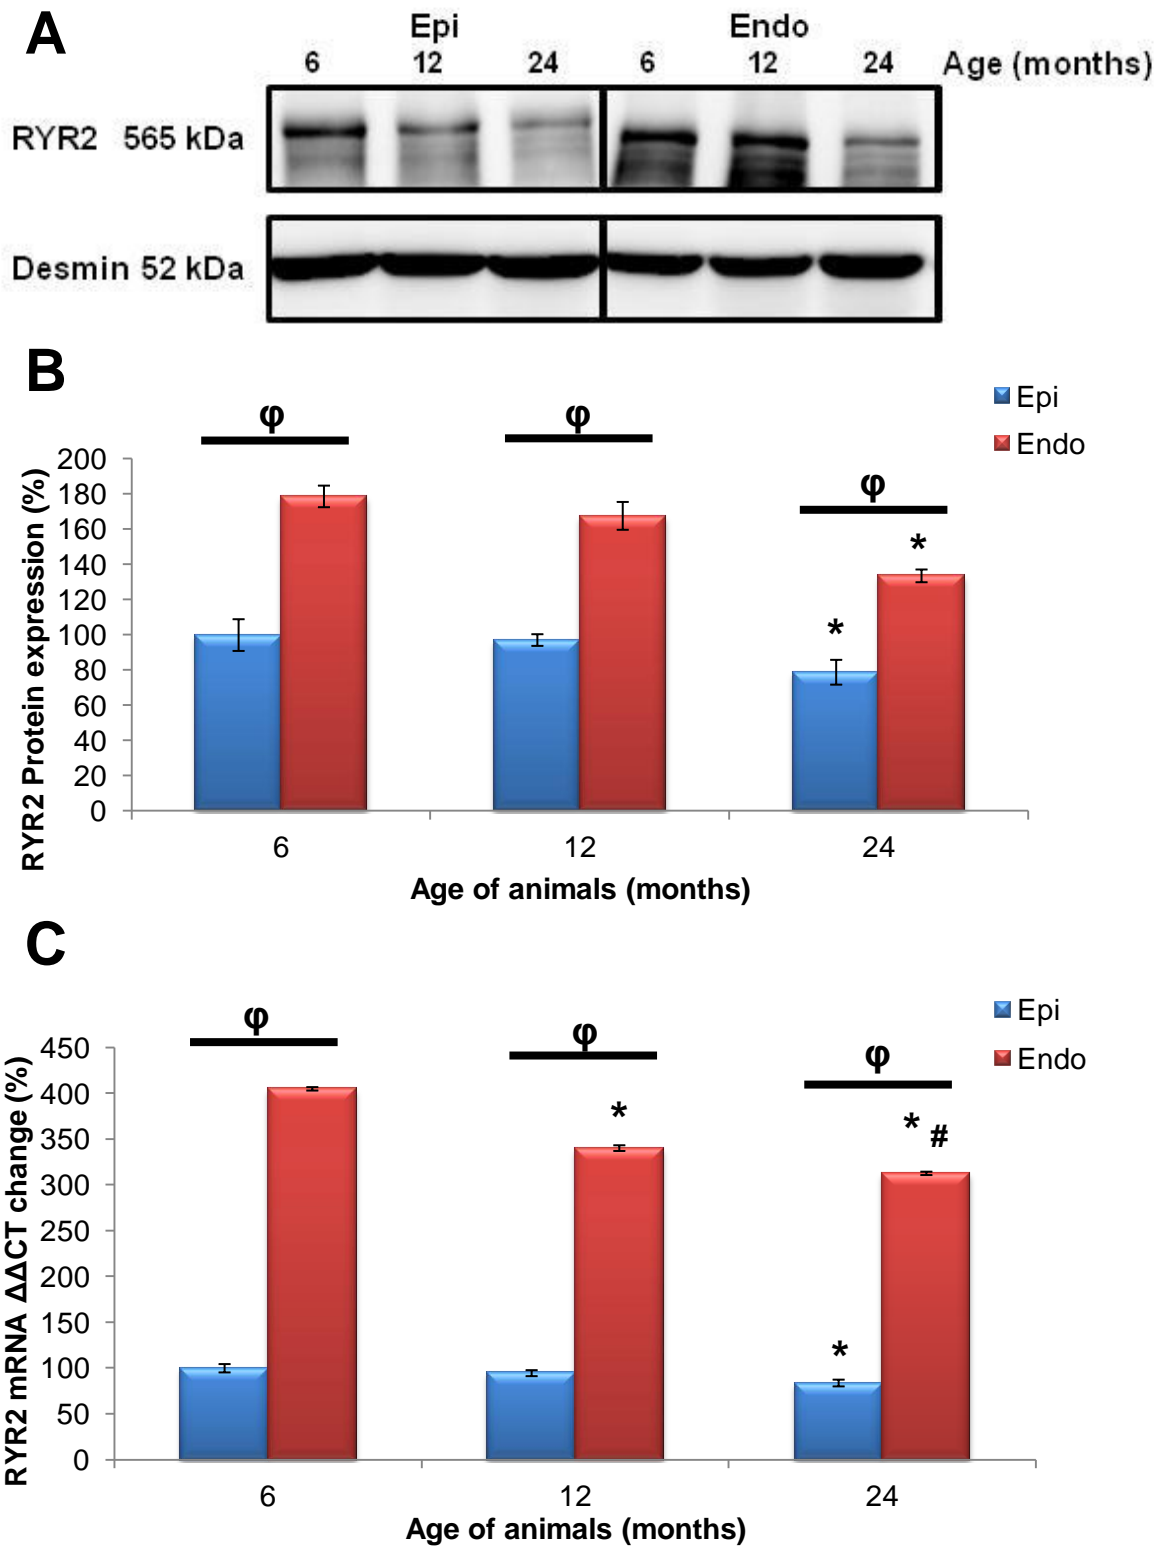 A
Epi Endo
6 12 24 6 12 24 Age (months)
RYR2 565 kDa
Desmin 52 kDa
B
Epi
Endo
φ φ φ
* *
RYR2 Protein expression (%)
200
180
160
140
120
100
80
60
40
20
0
6 12 24
Age of animals (months)
C
Epi
Endo
φ φ φ
* * #
*
RYR2 mRNA ΔΔCT change (%)
450
400
350
300
250
200
150
100
50
0
6 12 24
Age of animals (months)